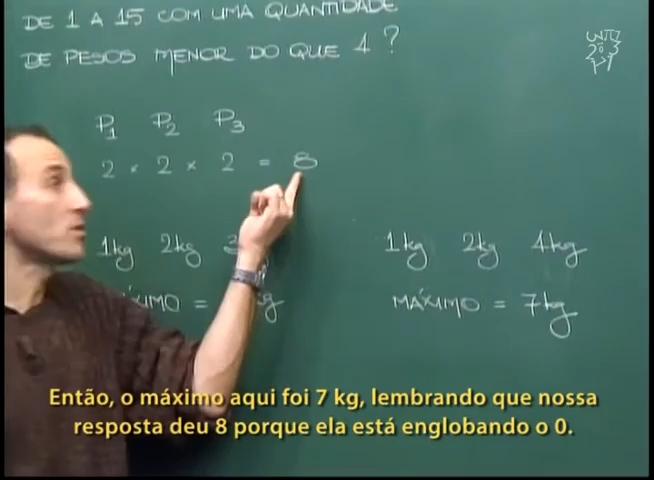 DE 1 A 15 COM UMA QUANTIDADE
DE PESOS MENOR DO QUE 4?
P1 P2 P3
2 × 2 × 2 = 8
1kg 2kg
MÁXIMO =
1kg 2kg 4kg
MÁXIMO = 7kg
Então, o máximo aqui foi 7 kg, lembrando que nossa
resposta deu 8 porque ela está englobando o 0.